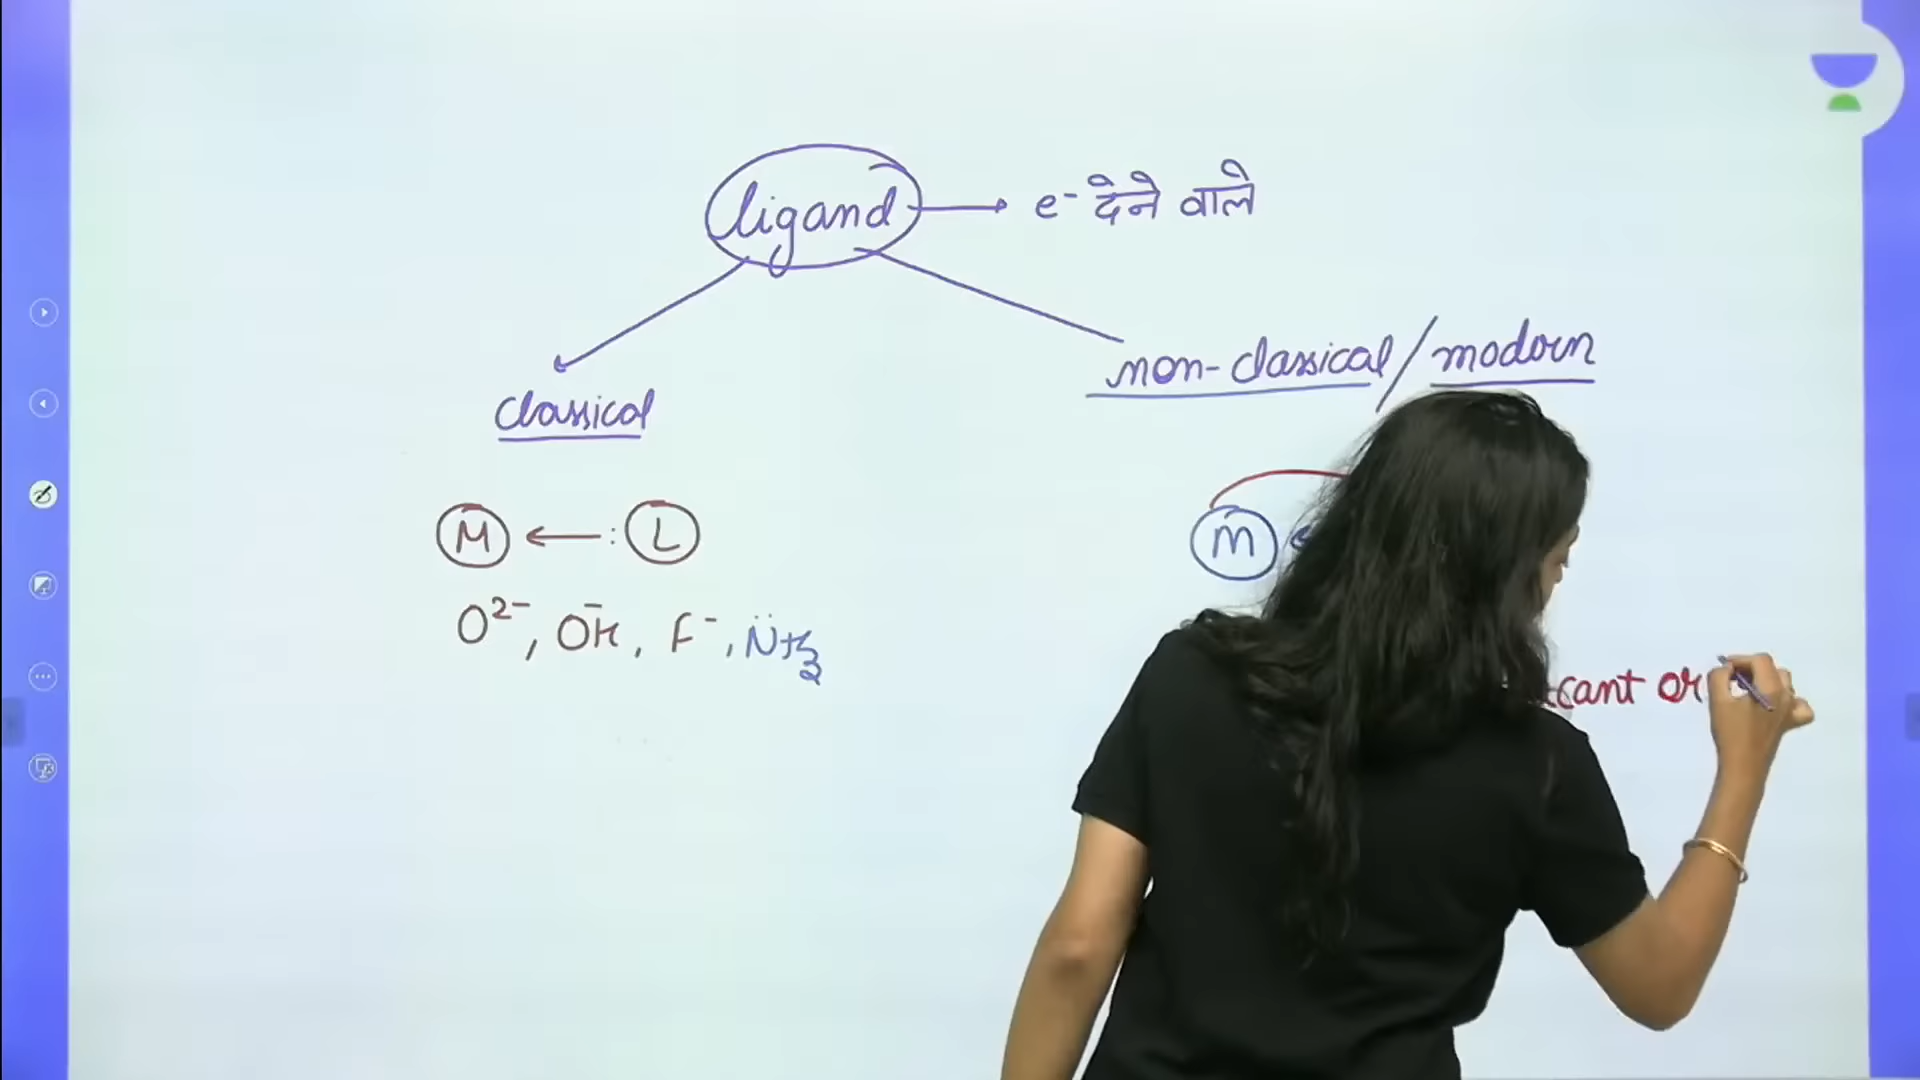 ligand → e⁻ देने वाले
non-classical / modern
classical
M ← : L
M
O²⁻, OH⁻, F⁻, N̈H₃
cant or